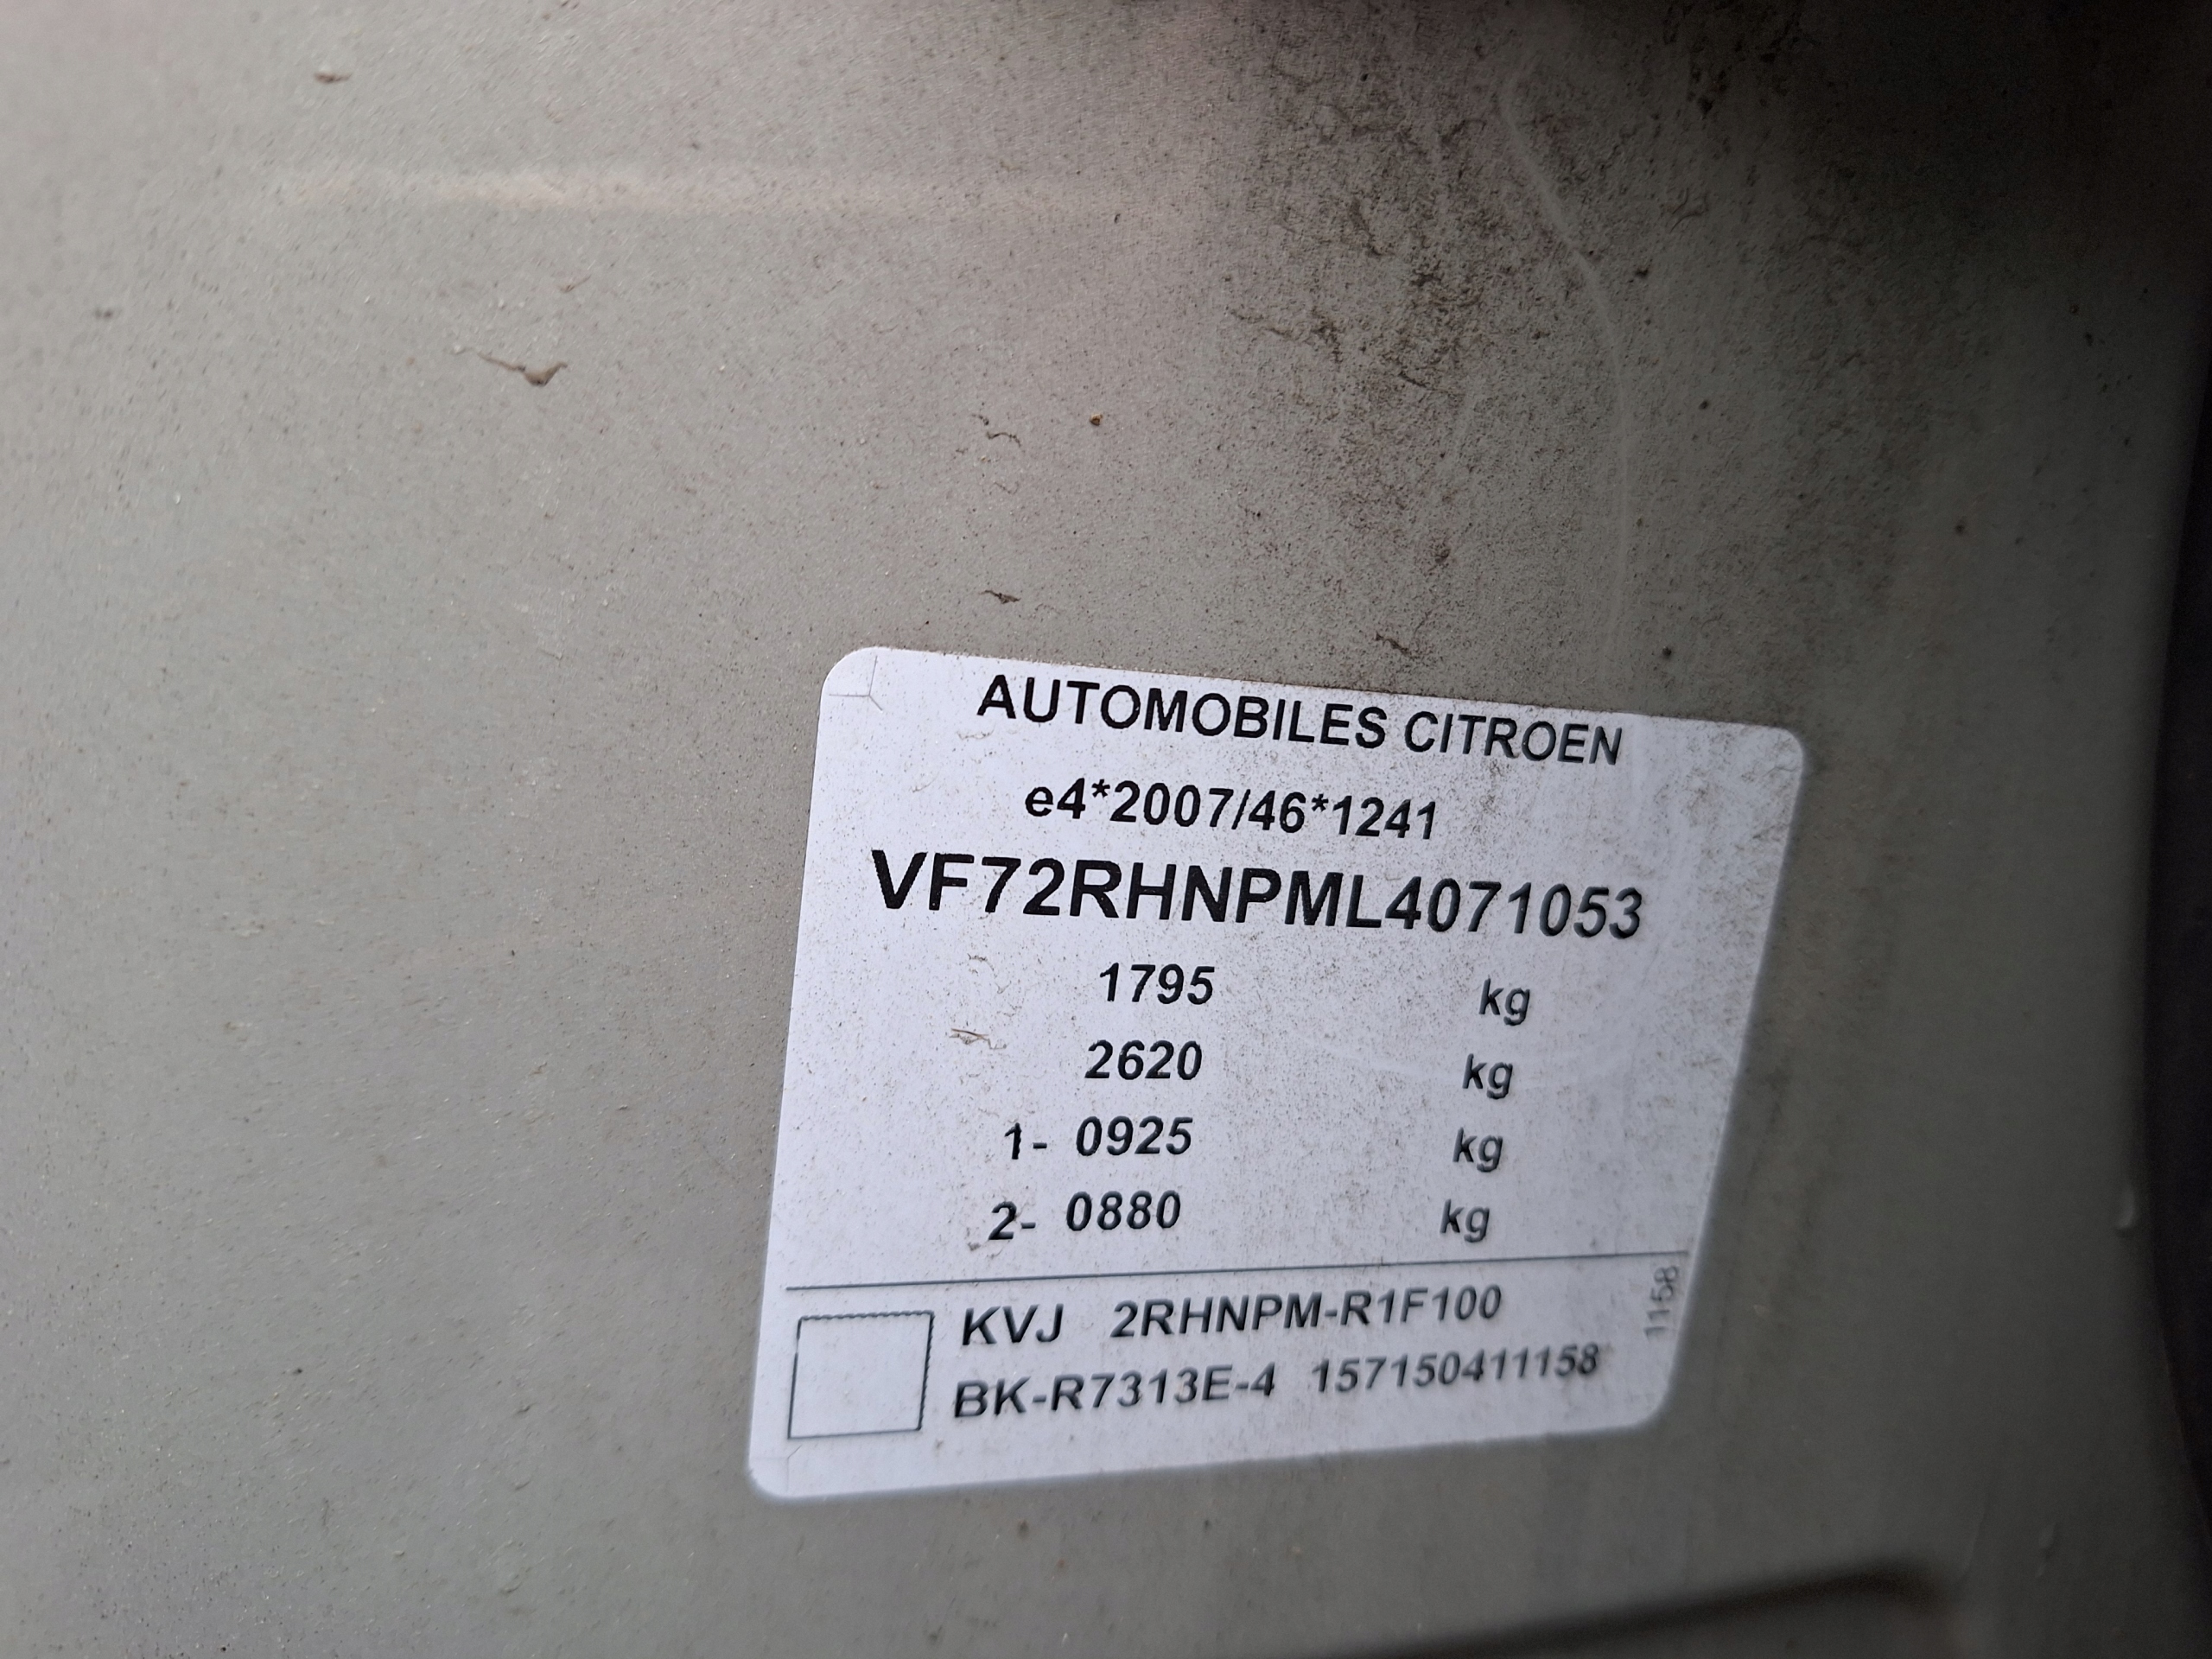 AUTOMOBILES CITROEN
e4*2007/46*1241
VF72RHNPML4071053
1795 kg
2620 kg
1- 0925 kg
2- 0880 kg
KVJ 2RHNPM-R1F100
BK-R7313E-4 157150411158
1158